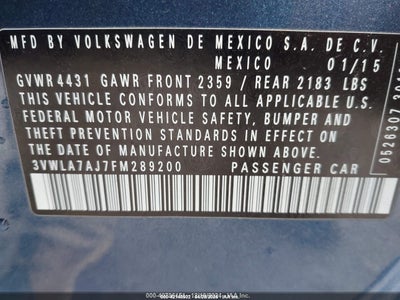 MFD BY VOLKSWAGEN DE MEXICO S.A. DE C.V.
MEXICO 01/15
GVWR 4431 GAWR FRONT 2359 / REAR 2183 LBS
THIS VEHICLE CONFORMS TO ALL APPLICABLE
FEDERAL MOTOR VEHICLE SAFETY, BUMPER AND
THEFT PREVENTION STANDARDS IN EFFECT ON
THE DATE OF MANUFACTURE SHOWN ABOVE.
3VWLA7AJ7FM289200 PASSENGER CAR